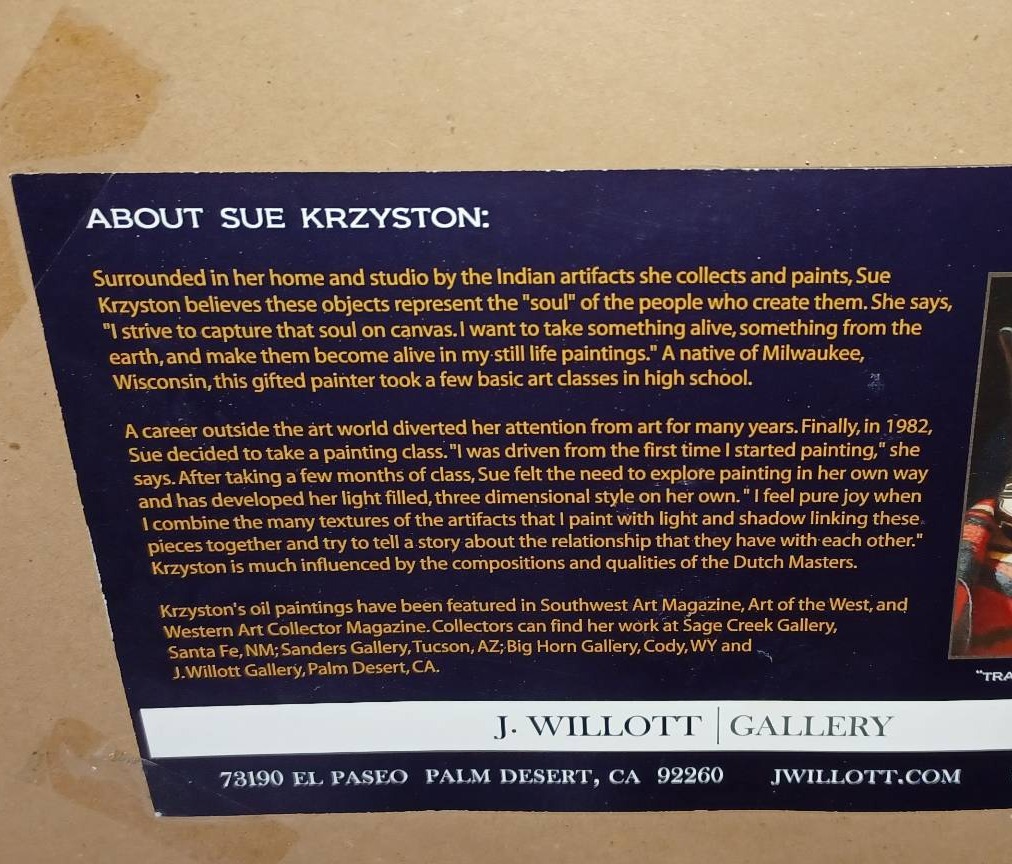 ABOUT SUE KRZYSTON:
Surrounded in her home and studio by the Indian artifacts she collects and paints, Sue
Krzyston believes these objects represent the "soul" of the people who create them. She says,
"I strive to capture that soul on canvas. I want to take something alive, something from the
earth, and make them become alive in my still life paintings." A native of Milwaukee,
Wisconsin, this gifted painter took a few basic art classes in high school.
A career outside the art world diverted her attention from art for many years. Finally, in 1982,
Sue decided to take a painting class. "I was driven from the first time I started painting," she
says. After taking a few months of class, Sue felt the need to explore painting in her own way
and has developed her light filled, three dimensional style on her own. " I feel pure joy when
I combine the many textures of the artifacts that I paint with light and shadow linking these
pieces together and try to tell a story about the relationship that they have with each other."
Krzyston is much influenced by the compositions and qualities of the Dutch Masters.
Krzyston's oil paintings have been featured in Southwest Art Magazine, Art of the West, and
Western Art Collector Magazine. Collectors can find her work at Sage Creek Gallery,
Santa Fe, NM; Sanders Gallery, Tucson, AZ; Big Horn Gallery, Cody, WY and
J. Willott Gallery, Palm Desert, CA.
"TRA
J. WILLOTT | GALLERY
73190 EL PASEO PALM DESERT, CA 92260 JWILLOTT.COM